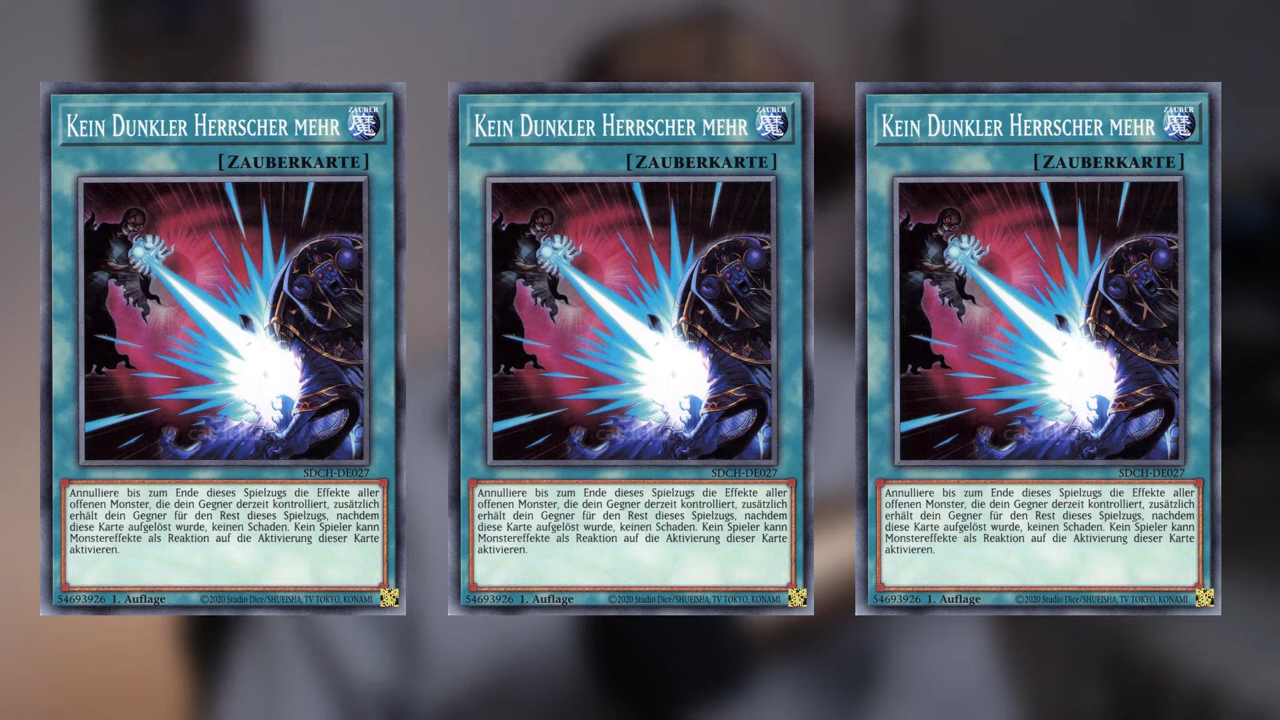 KEIN DUNKLER HERRSCHER MEHR
ZAUBER
魔
[ZAUBERKARTE]
SDCH-DE027
Annulliere bis zum Ende dieses Spielzugs die Effekte aller
offenen Monster, die dein Gegner derzeit kontrolliert, zusätzlich
erhält dein Gegner für den Rest dieses Spielzugs, nachdem
diese Karte aufgelöst wurde, keinen Schaden. Kein Spieler kann
Monstereffekte als Reaktion auf die Aktivierung dieser Karte
aktivieren.
54693926 1. Auflage ©2020 Studio Dice/SHUEISHA, TV TOKYO, KONAMI
KEIN DUNKLER HERRSCHER MEHR
ZAUBER
魔
[ZAUBERKARTE]
SDCH-DE027
Annulliere bis zum Ende dieses Spielzugs die Effekte aller
offenen Monster, die dein Gegner derzeit kontrolliert, zusätzlich
erhält dein Gegner für den Rest dieses Spielzugs, nachdem
diese Karte aufgelöst wurde, keinen Schaden. Kein Spieler kann
Monstereffekte als Reaktion auf die Aktivierung dieser Karte
aktivieren.
54693926 1. Auflage ©2020 Studio Dice/SHUEISHA, TV TOKYO, KONAMI
KEIN DUNKLER HERRSCHER MEHR
ZAUBER
魔
[ZAUBERKARTE]
SDCH-DE027
Annulliere bis zum Ende dieses Spielzugs die Effekte aller
offenen Monster, die dein Gegner derzeit kontrolliert, zusätzlich
erhält dein Gegner für den Rest dieses Spielzugs, nachdem
diese Karte aufgelöst wurde, keinen Schaden. Kein Spieler kann
Monstereffekte als Reaktion auf die Aktivierung dieser Karte
aktivieren.
54693926 1. Auflage ©2020 Studio Dice/SHUEISHA, TV TOKYO, KONAMI